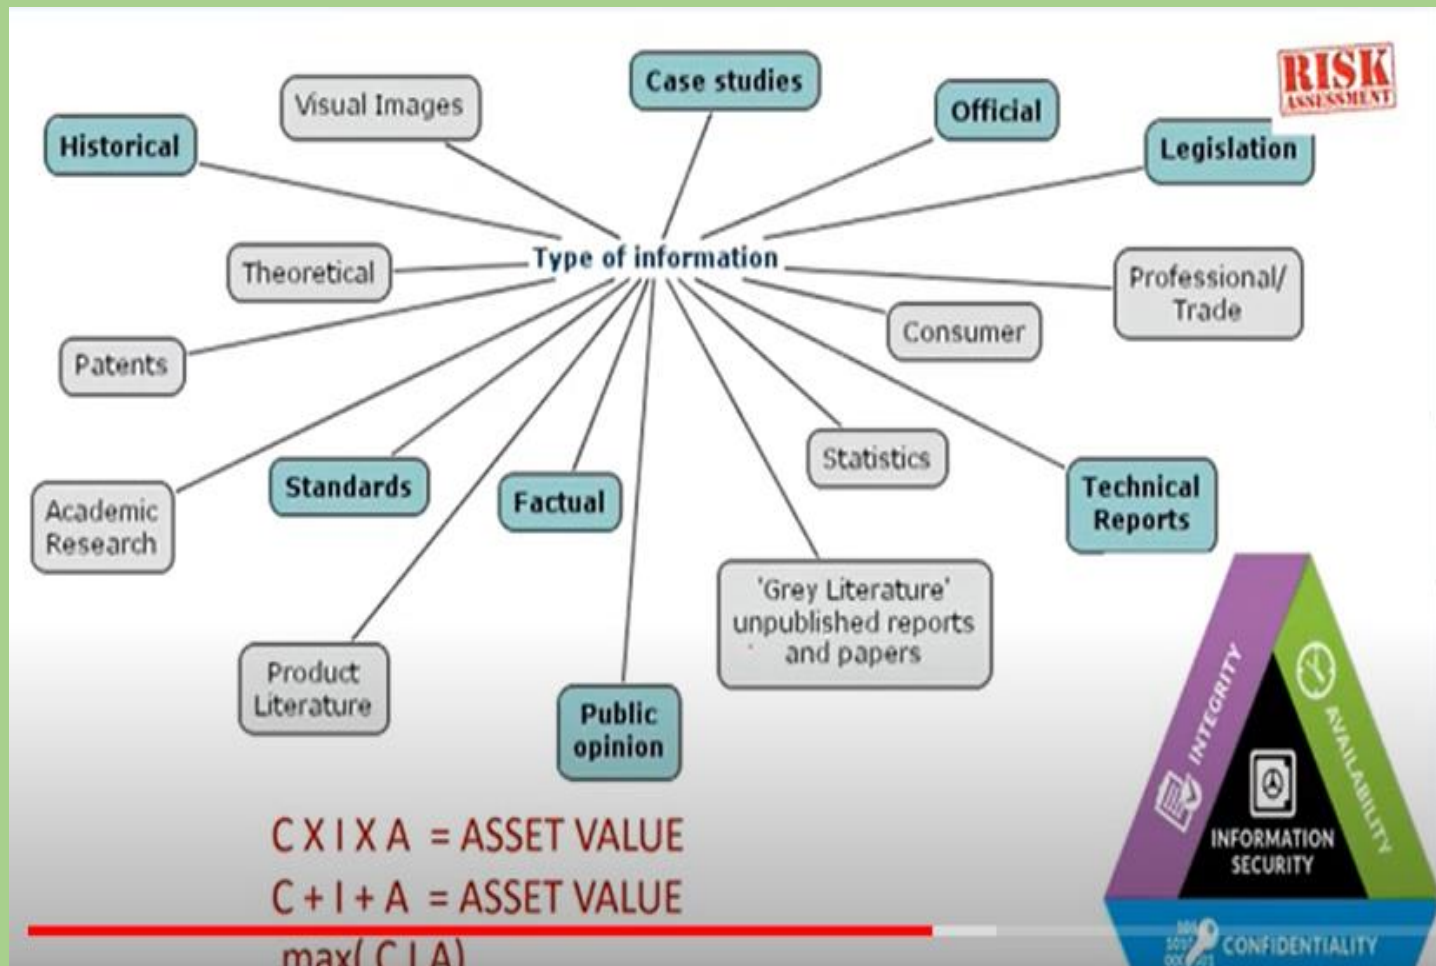 RISK
ASSESSMENT
Case studies
Visual Images
Official
Historical
Legislation
Type of information
Theoretical
Professional/
Trade
Consumer
Patents
Statistics
Standards
Factual
Technical
Reports
Academic
Research
'Grey Literature'
unpublished reports
and papers
Product
Literature
Public
opinion
INTEGRITY
AVAILABILITY
INFORMATION
SECURITY
CONFIDENTIALITY
C X I X A = ASSET VALUE
C + I + A = ASSET VALUE
max( C I A)